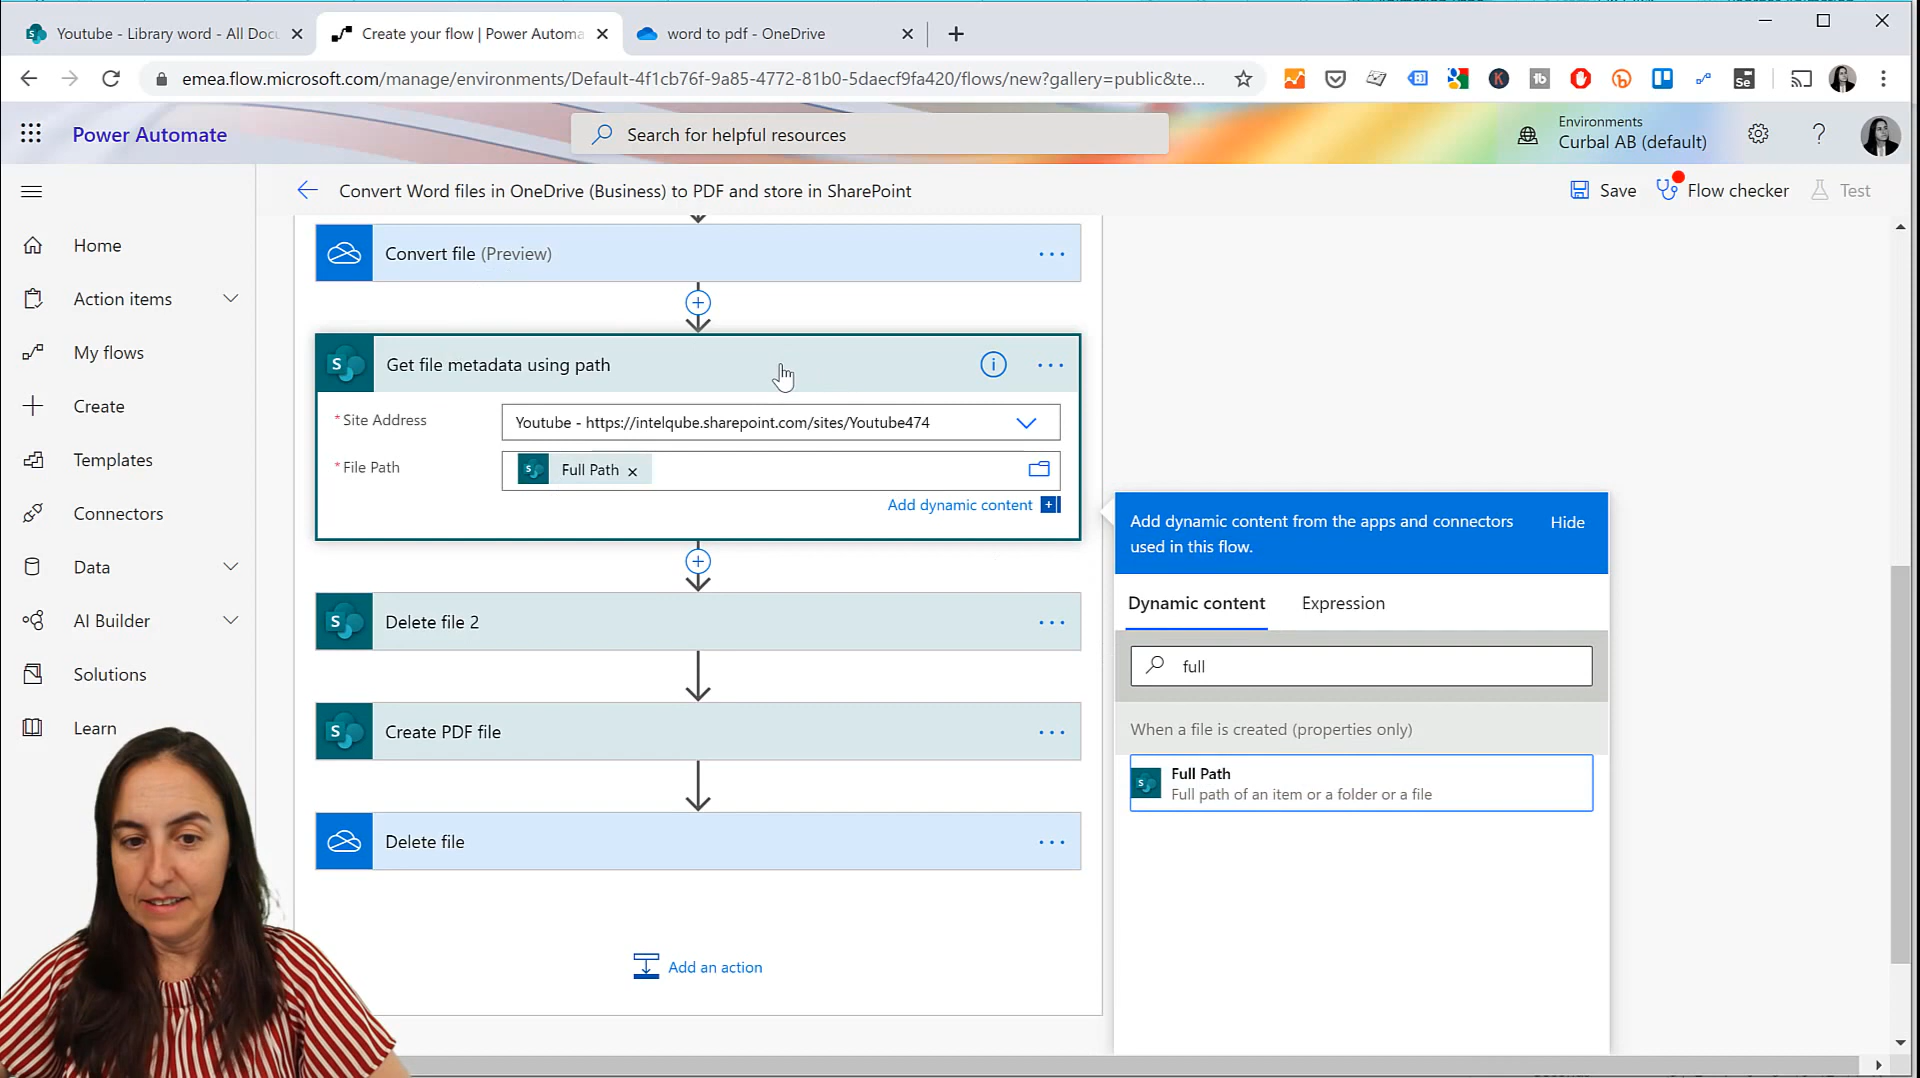 Youtube - Library word - All Docu
Create your flow | Power Automa
word to pdf - OneDrive
emea.flow.microsoft.com/manage/environments/Default-4f1cb76f-9a85-4772-81b0-5daecf9fa420/flows/new?gallery=public&te...
Power Automate
Search for helpful resources
Environments
Curbal AB (default)
Convert Word files in OneDrive (Business) to PDF and store in SharePoint
Save
Flow checker
Test
Home
Action items
My flows
Create
Templates
Connectors
Data
AI Builder
Solutions
Learn
Convert file (Preview)
Get file metadata using path
* Site Address
Youtube - https://intelqube.sharepoint.com/sites/Youtube474
* File Path
Full Path
Add dynamic content
Delete file 2
Create PDF file
Delete file
Add an action
Add dynamic content from the apps and connectors
used in this flow.
Hide
Dynamic content
Expression
full
When a file is created (properties only)
Full Path
Full path of an item or a folder or a file